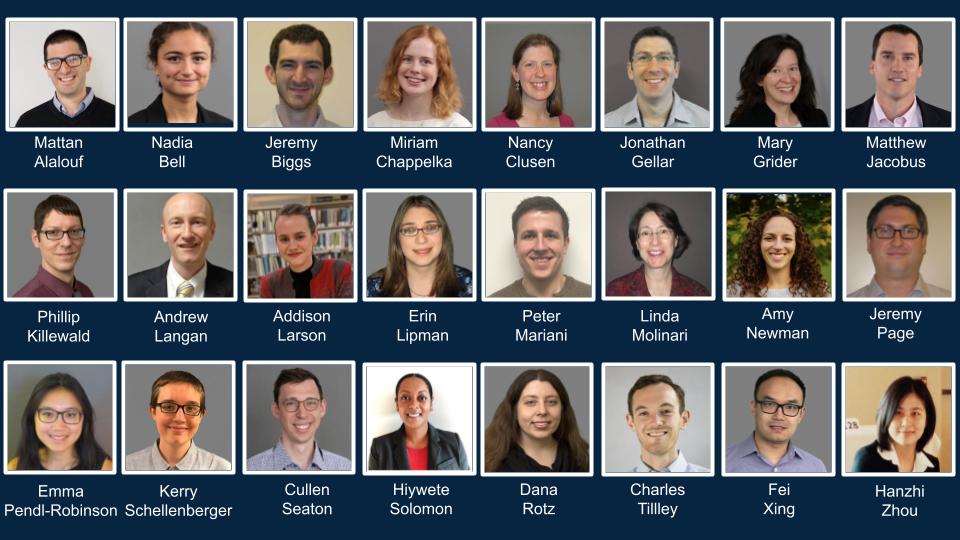 Mattan
Alalouf
Nadia
Bell
Jeremy
Biggs
Miriam
Chappelka
Nancy
Clusen
Jonathan
Gellar
Mary
Grider
Matthew
Jacobus
Phillip
Killewald
Andrew
Langan
Addison
Larson
Erin
Lipman
Peter
Mariani
Linda
Molinari
Amy
Newman
Jeremy
Page
Emma
Pendl-Robinson
Kerry
Schellenberger
Cullen
Seaton
Hiywete
Solomon
Dana
Rotz
Charles
Tillley
Fei
Xing
Hanzhi
Zhou